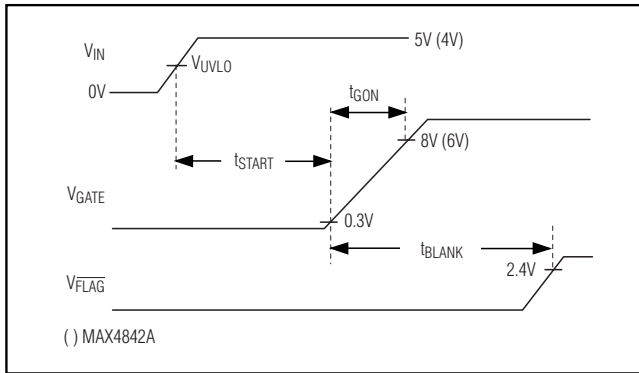 VIN
5V (4V)
VUVLO
0V
tGON
8V (6V)
tSTART
VGATE
0.3V
tBLANK
2.4V
VFLAG
( ) MAX4842A